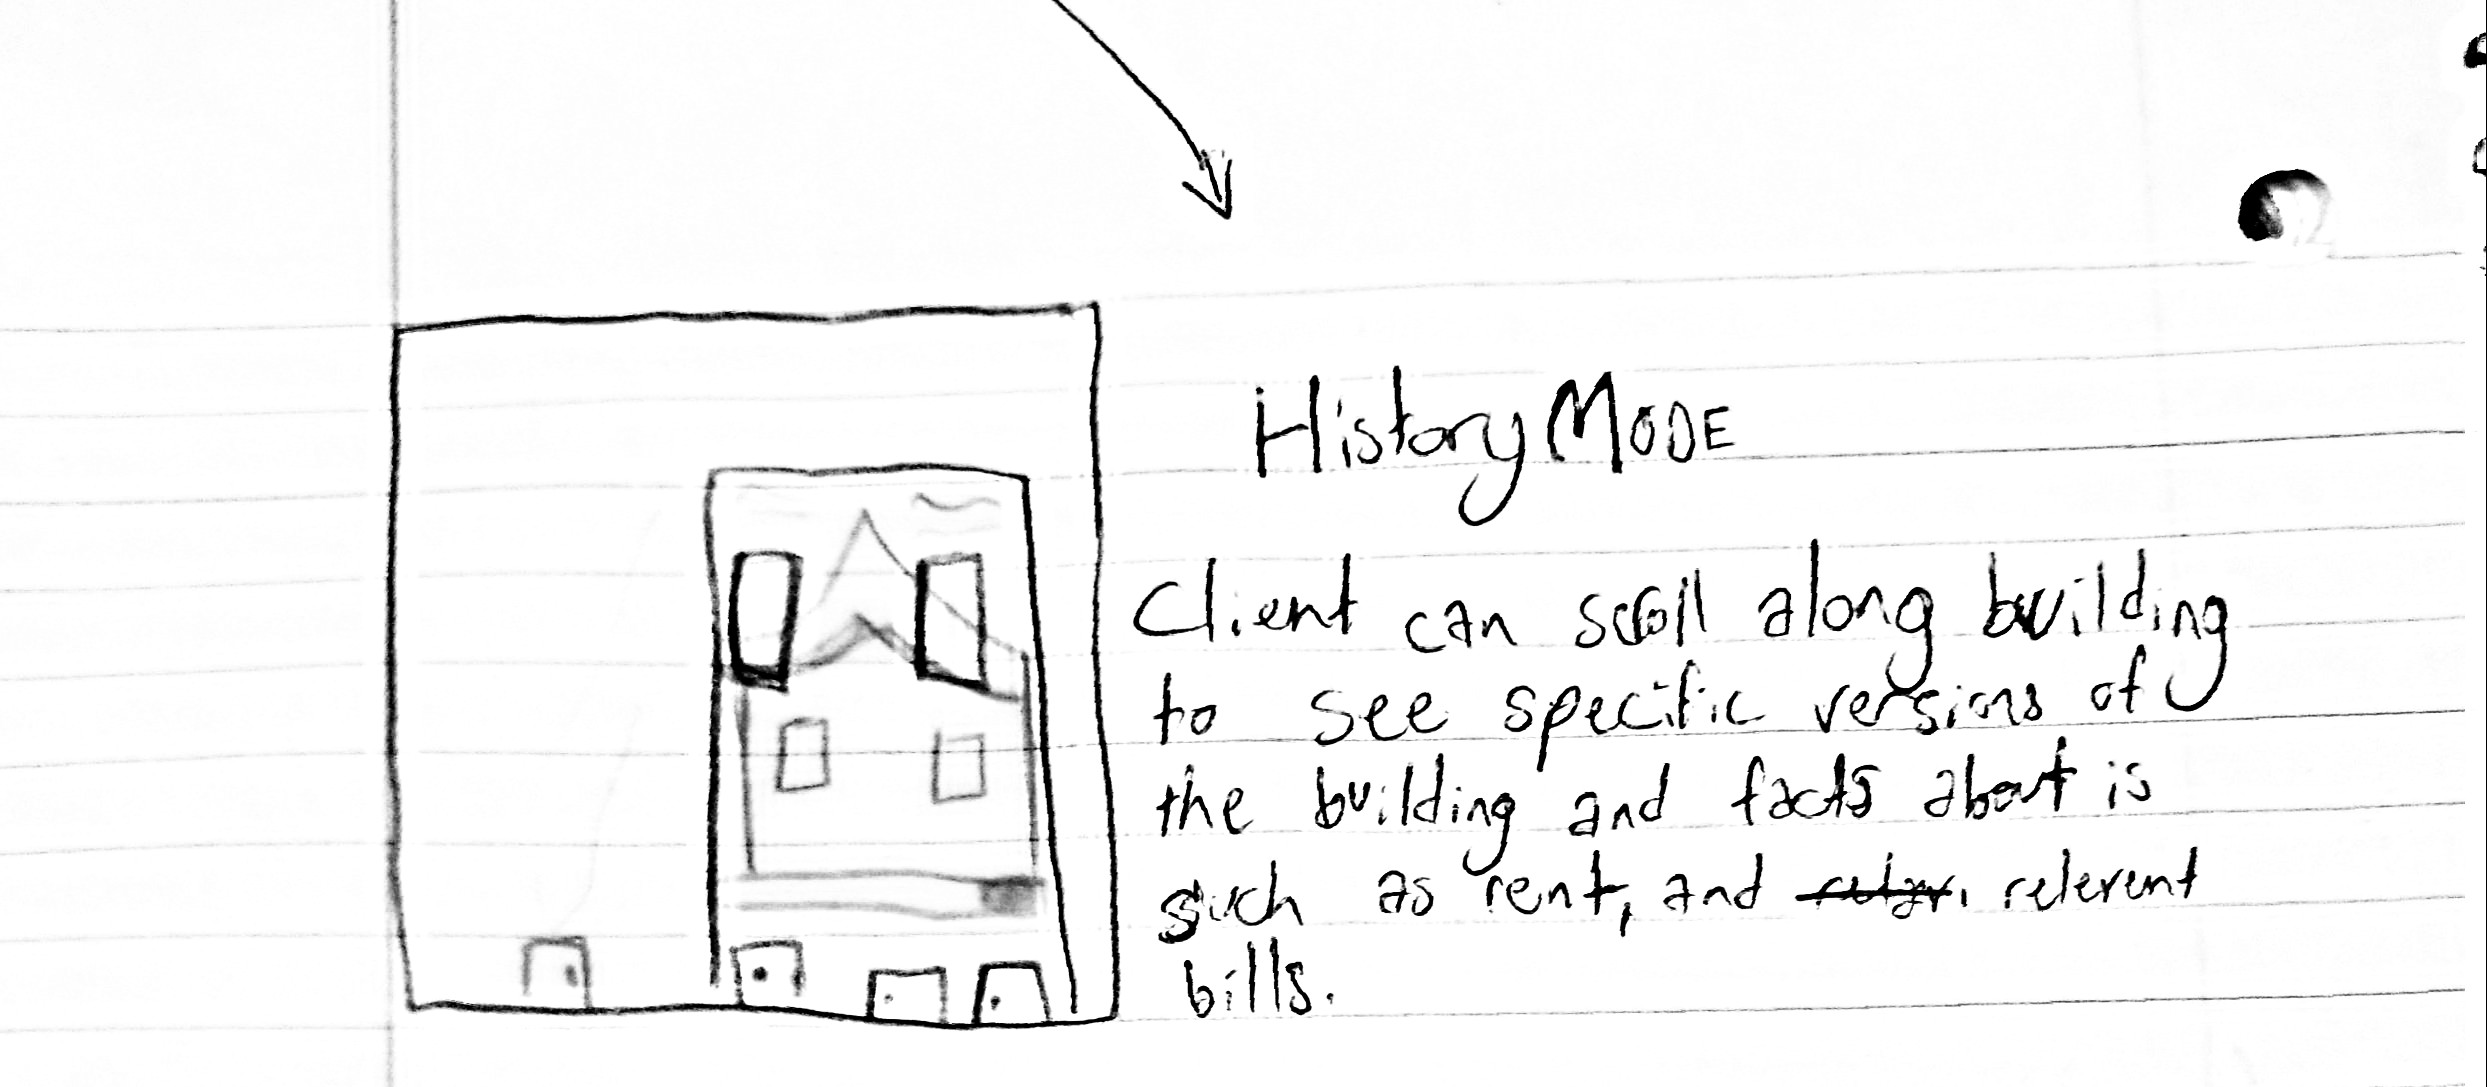 History MODE
Client can scroll along building
to see specific versions of
the building and facts about is
such as rent, and relevent
bills.